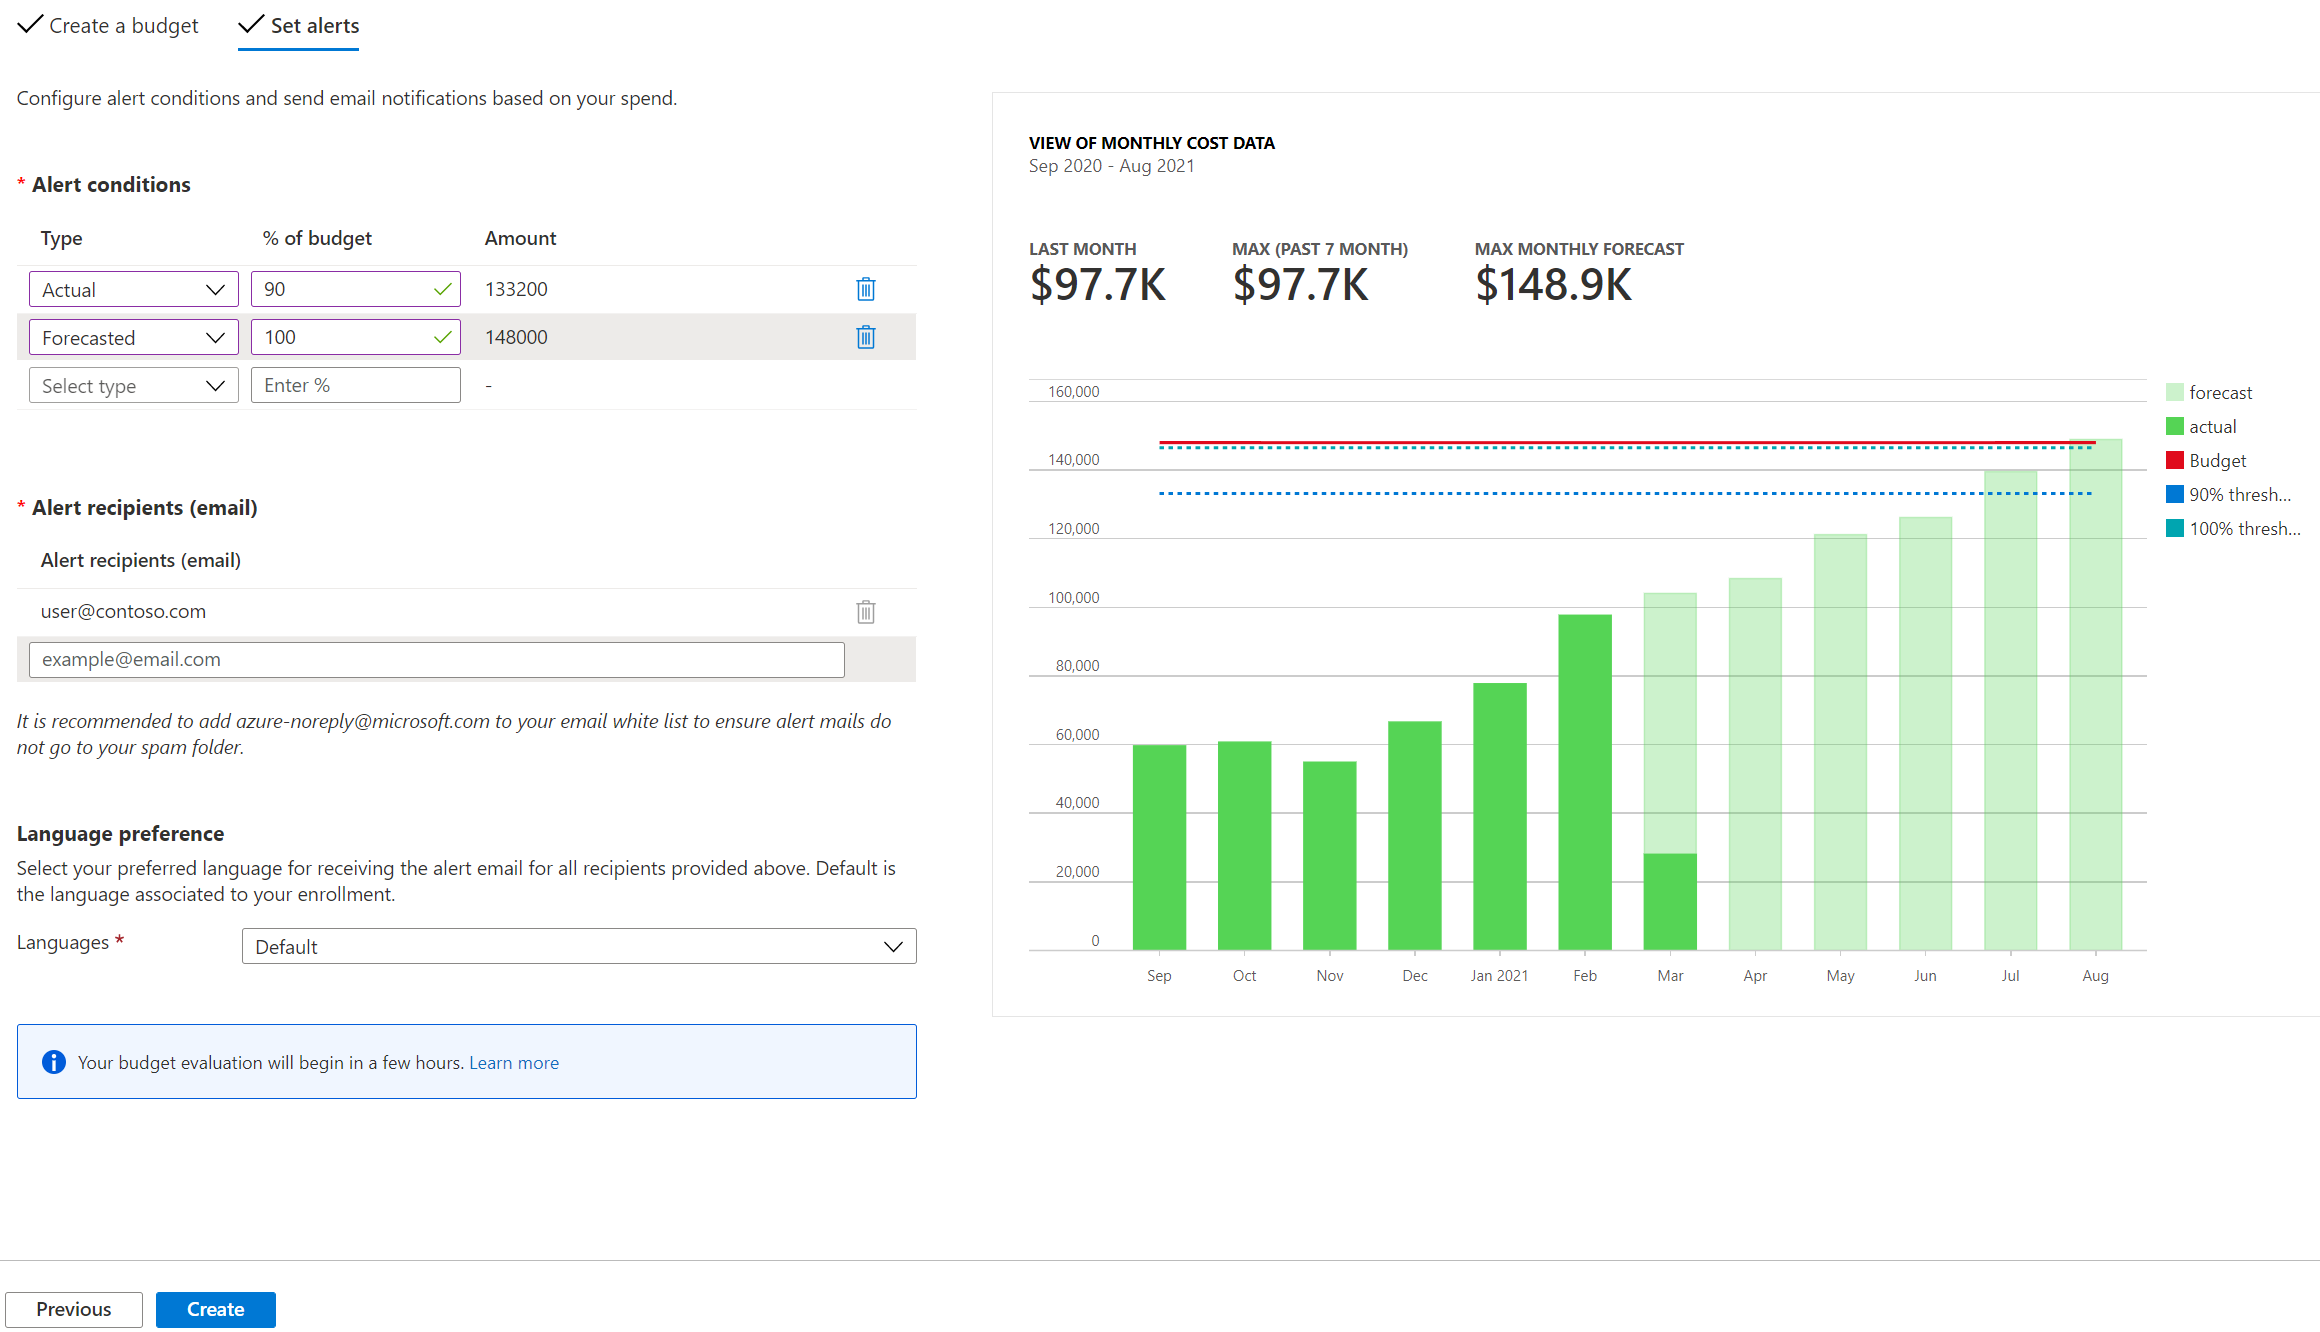 Create a budget
Set alerts
Configure alert conditions and send email notifications based on your spend.
* Alert conditions
Type % of budget Amount
Actual 90 133200
Forecasted 100 148000
Select type Enter % -
* Alert recipients (email)
Alert recipients (email)
user@contoso.com
example@email.com
It is recommended to add azure-noreply@microsoft.com to your email white list to ensure alert mails do
not go to your spam folder.
Language preference
Select your preferred language for receiving the alert email for all recipients provided above. Default is
the language associated to your enrollment.
Languages * Default
Your budget evaluation will begin in a few hours. Learn more
Previous Create
VIEW OF MONTHLY COST DATA
Sep 2020 - Aug 2021
LAST MONTH MAX (PAST 7 MONTH) MAX MONTHLY FORECAST
$97.7K $97.7K $148.9K
160,000
140,000
120,000
100,000
80,000
60,000
40,000
20,000
0
Sep Oct Nov Dec Jan 2021 Feb Mar Apr May Jun Jul Aug
forecast
actual
Budget
90% thresh...
100% thresh...